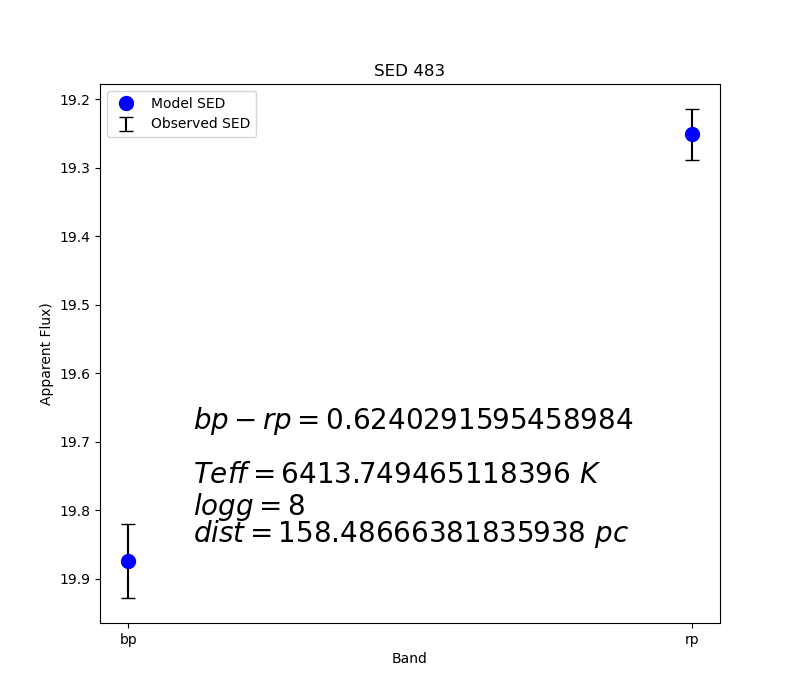 SED 483
Model SED
Observed SED
19.2
19.3
19.4
19.5
19.6
19.7
19.8
19.9
Apparent Flux)
bp − rp = 0.6240291595458984
Teff = 6413.749465118396 K
logg = 8
dist = 158.48666381835938 pc
bp
rp
Band